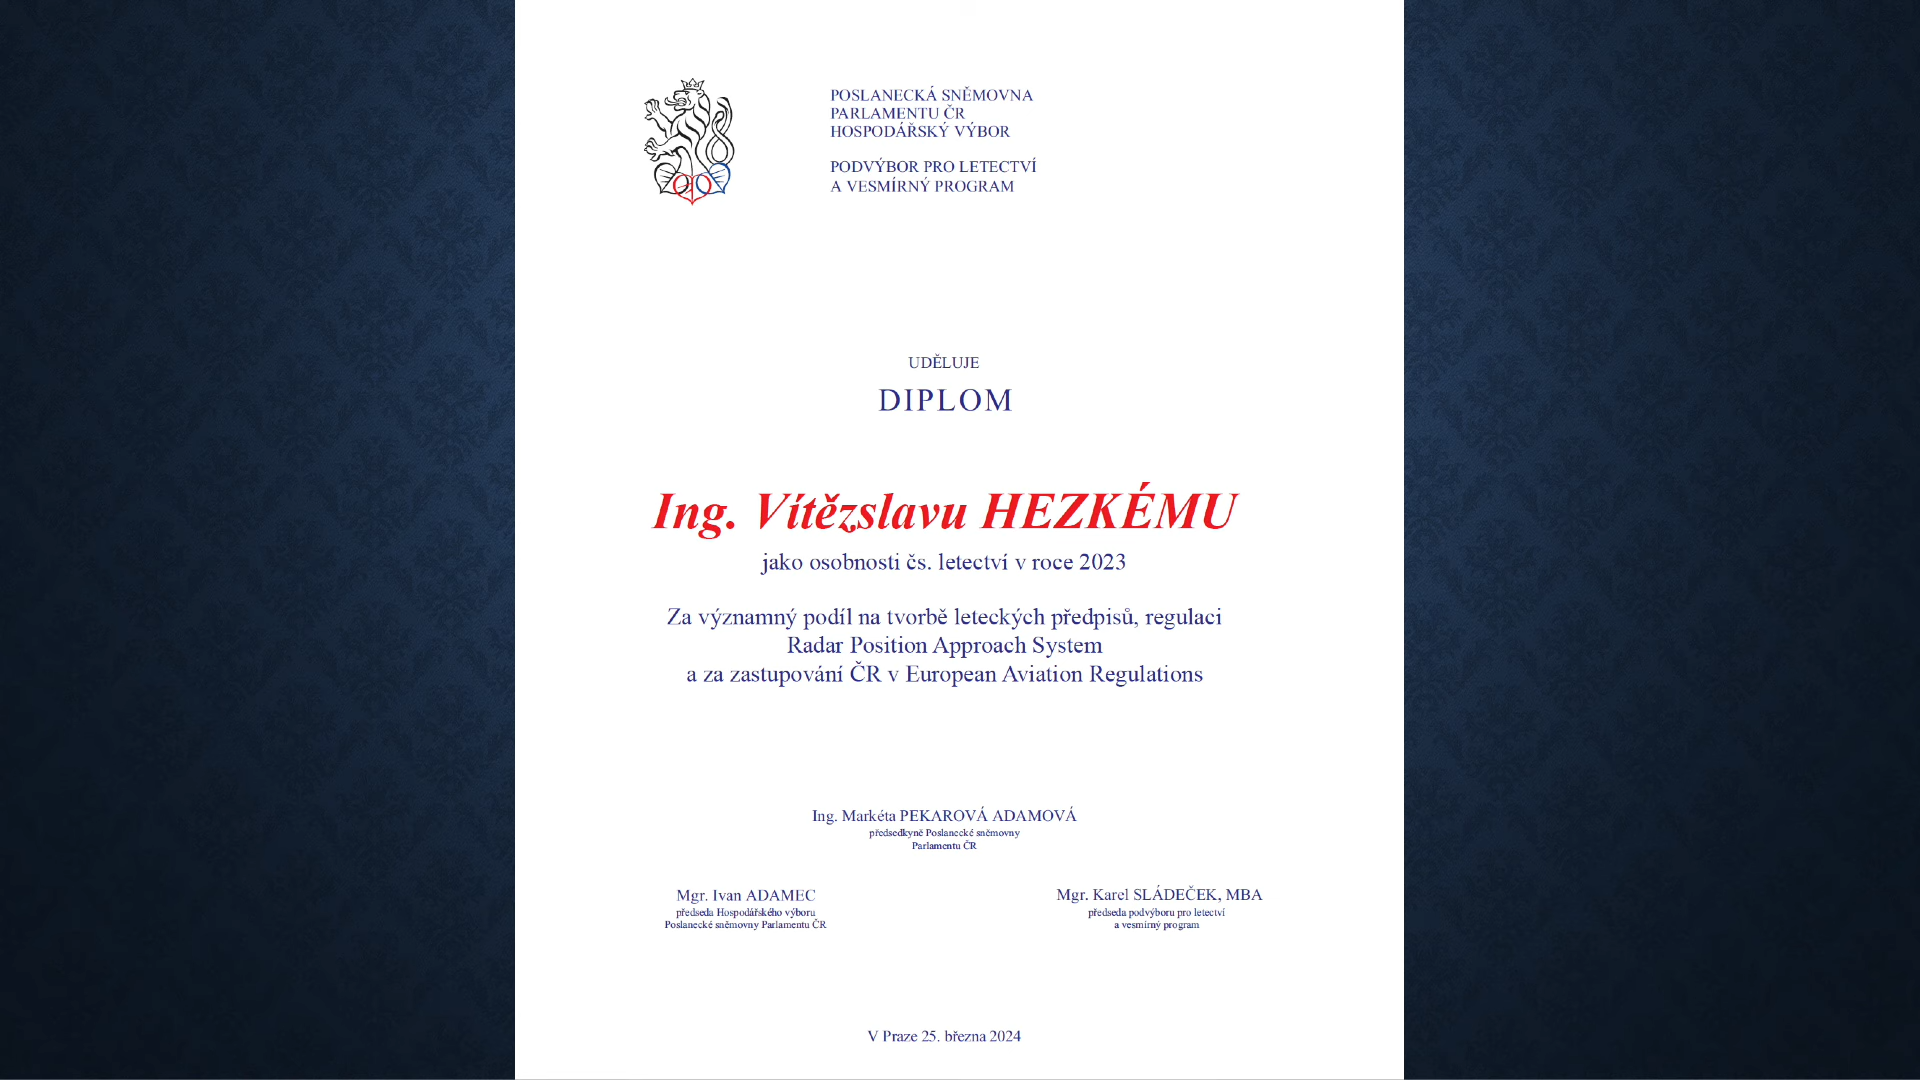 POSLANECKÁ SNĚMOVNA
PARLAMENTU ČR
HOSPODÁŘSKÝ VÝBOR
PODVÝBOR PRO LETECTVÍ
A VESMÍRNÝ PROGRAM
UDĚLUJE
DIPLOM
Ing. Vítězslavu HEZKÉMU
jako osobnosti čs. letectví v roce 2023
Za významný podíl na tvorbě leteckých předpisů, regulaci
Radar Position Approach System
a za zastupování ČR v European Aviation Regulations
Ing. Markéta PEKAROVÁ ADAMOVÁ
předsedkyně Poslanecké sněmovny
Parlamentu ČR
Mgr. Ivan ADAMEC
předseda Hospodářského výboru
Poslanecké sněmovny Parlamentu ČR
Mgr. Karel SLÁDEČEK, MBA
předseda podvýboru pro letectví
a vesmírný program
V Praze 25. března 2024